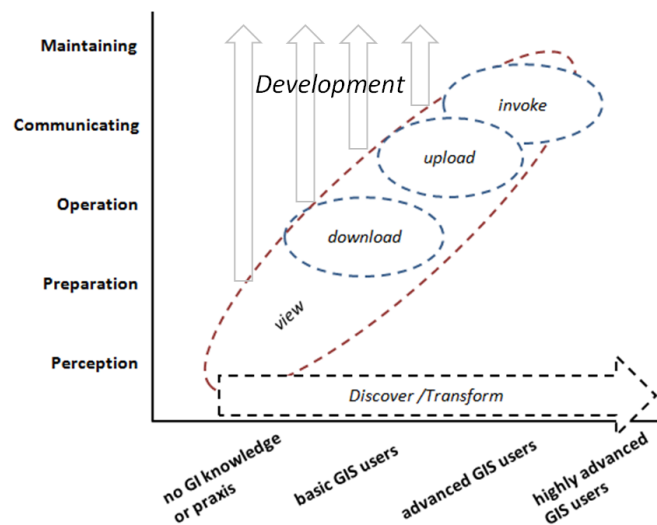 Maintaining
Development
Communicating
invoke
upload
Operation
download
Preparation
view
Perception
Discover /Transform
no GI knowledge
or praxis
basic GIS users
advanced GIS users
highly advanced
GIS users